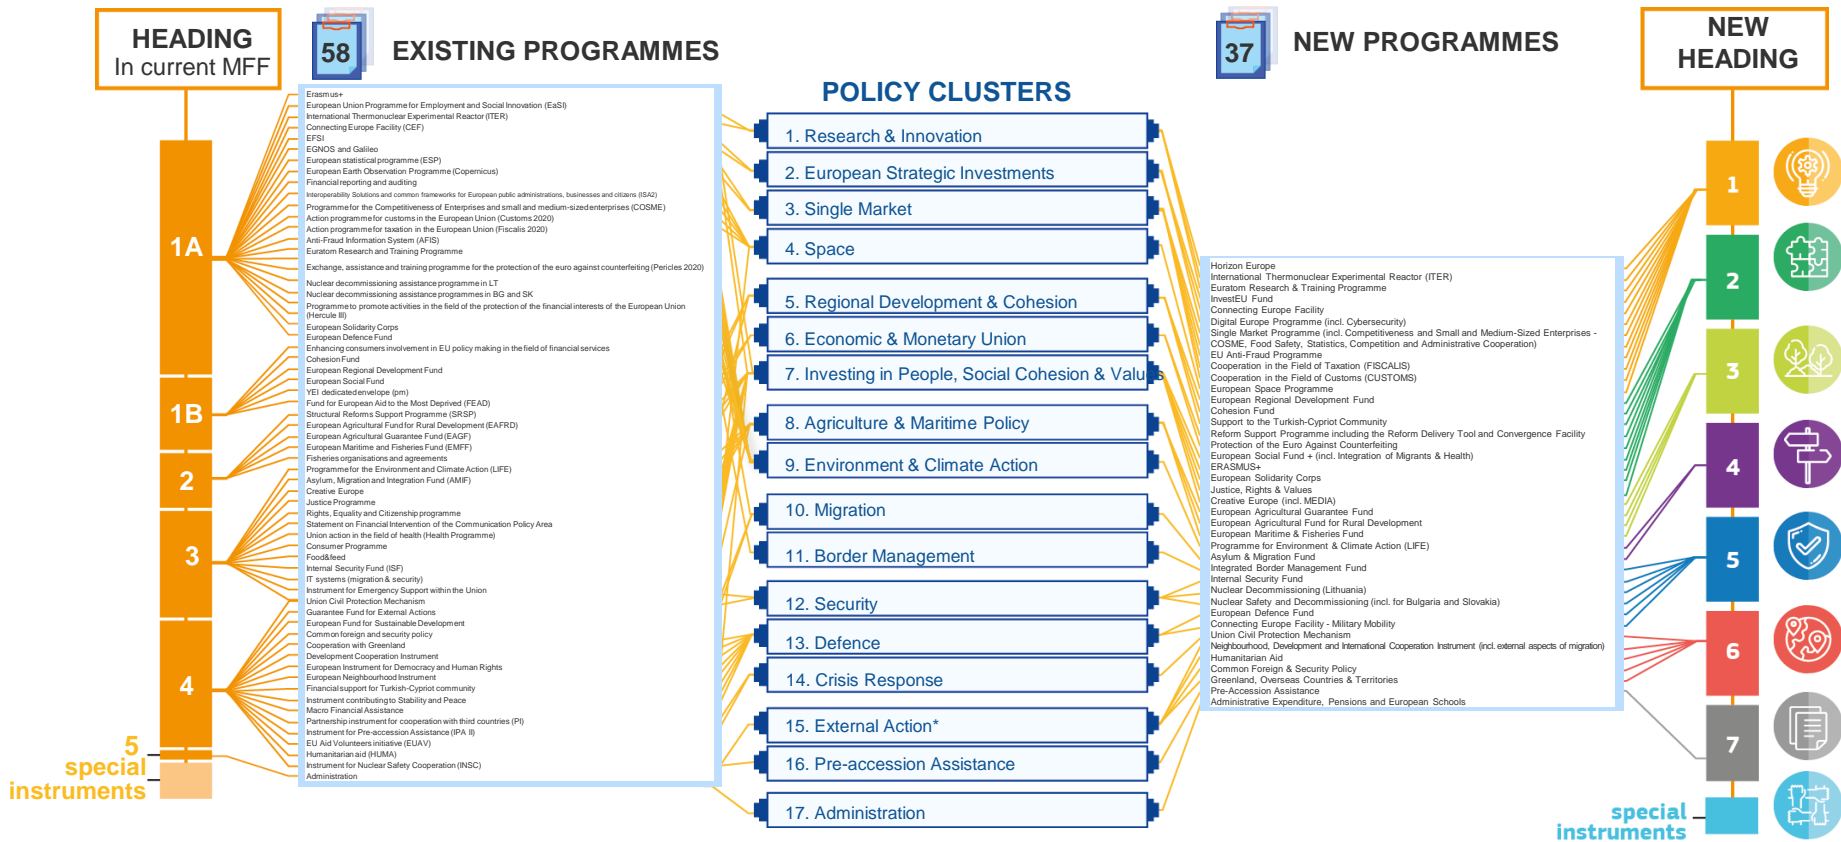 HEADING
In current MFF
58
EXISTING PROGRAMMES
37
NEW PROGRAMMES
NEW
HEADING
1A
1B
2
3
4
5
special
instruments
Erasmus+
European Union Programme for Employment and Social Innovation (EaSI)
International Thermonuclear Experimental Reactor (ITER)
Connecting Europe Facility (CEF)
EFSI
EGNOS and Galileo
European statistical programme (ESP)
European Earth Observation Programme (Copernicus)
Financial reporting and auditing
Interoperability Solutions and common frameworks for European public administrations, businesses and citizens (ISA2)
Programme for the Competitiveness of Enterprises and small and medium-sized enterprises (COSME)
Action programme for customs in the European Union (Customs 2020)
Action programme for taxation in the European Union (Fiscalis 2020)
Anti-Fraud Information System (AFIS)
Euratom Research and Training Programme
Exchange, assistance and training programme for the protection of the euro against counterfeiting (Pericles 2020)
Nuclear decommissioning assistance programme in LT
Nuclear decommissioning assistance programmes in BG and SK
Programme to promote activities in the field of the protection of the financial interests of the European Union
(Hercule III)
European Solidarity Corps
European Defence Fund
Enhancing consumers involvement in EU policy making in the field of financial services
Cohesion Fund
European Regional Development Fund
European Social Fund
YEI dedicated envelope (pm)
Fund for European Aid to the Most Deprived (FEAD)
Structural Reforms Support Programme (SRSP)
European Agricultural Fund for Rural Development (EAFRD)
European Agricultural Guarantee Fund (EAGF)
European Maritime and Fisheries Fund (EMFF)
Fisheries organisations and agreements
Programme for the Environment and Climate Action (LIFE)
Asylum, Migration and Integration Fund (AMIF)
Creative Europe
Justice Programme
Rights, Equality and Citizenship programme
Statement on Financial Intervention of the Communication Policy Area
Union action in the field of health (Health Programme)
Consumer Programme
Food&feed
Internal Security Fund (ISF)
IT systems (migration & security)
Instrument for Emergency Support within the Union
Union Civil Protection Mechanism
Guarantee Fund for External Actions
European Fund for Sustainable Development
Common foreign and security policy
Cooperation with Greenland
Development Cooperation Instrument
European Instrument for Democracy and Human Rights
European Neighbourhood Instrument
Financial support for Turkish-Cypriot community
Instrument contributing to Stability and Peace
Macro Financial Assistance
Partnership instrument for cooperation with third countries (PI)
Instrument for Pre-accession Assistance (IPA II)
EU Aid Volunteers initiative (EUAV)
Humanitarian aid (HUMA)
Instrument for Nuclear Safety Cooperation (INSC)
Administration
POLICY CLUSTERS
1. Research & Innovation
2. European Strategic Investments
3. Single Market
4. Space
5. Regional Development & Cohesion
6. Economic & Monetary Union
7. Investing in People, Social Cohesion & Values
8. Agriculture & Maritime Policy
9. Environment & Climate Action
10. Migration
11. Border Management
12. Security
13. Defence
14. Crisis Response
15. External Action*
16. Pre-accession Assistance
17. Administration
Horizon Europe
International Thermonuclear Experimental Reactor (ITER)
Euratom Research & Training Programme
InvestEU Fund
Connecting Europe Facility
Digital Europe Programme (incl. Cybersecurity)
Single Market Programme (incl. Competitiveness and Small and Medium-Sized Enterprises -
COSME, Food Safety, Statistics, Competition and Administrative Cooperation)
EU Anti-Fraud Programme
Cooperation in the Field of Taxation (FISCALIS)
Cooperation in the Field of Customs (CUSTOMS)
European Space Programme
European Regional Development Fund
Cohesion Fund
Support to the Turkish-Cypriot Community
Reform Support Programme including the Reform Delivery Tool and Convergence Facility
Protection of the Euro Against Counterfeiting
European Social Fund + (incl. Integration of Migrants & Health)
ERASMUS+
European Solidarity Corps
Justice, Rights & Values
Creative Europe (incl. MEDIA)
European Agricultural Guarantee Fund
European Agricultural Fund for Rural Development
European Maritime & Fisheries Fund
Programme for Environment & Climate Action (LIFE)
Asylum & Migration Fund
Integrated Border Management Fund
Internal Security Fund
Nuclear Decommissioning (Lithuania)
Nuclear Safety and Decommissioning (incl. for Bulgaria and Slovakia)
European Defence Fund
Connecting Europe Facility - Military Mobility
Union Civil Protection Mechanism
Neighbourhood, Development and International Cooperation Instrument (incl. external aspects of migration)
Humanitarian Aid
Common Foreign & Security Policy
Greenland, Overseas Countries & Territories
Pre-Accession Assistance
Administrative Expenditure, Pensions and European Schools
1
2
3
4
5
6
7
special
instruments